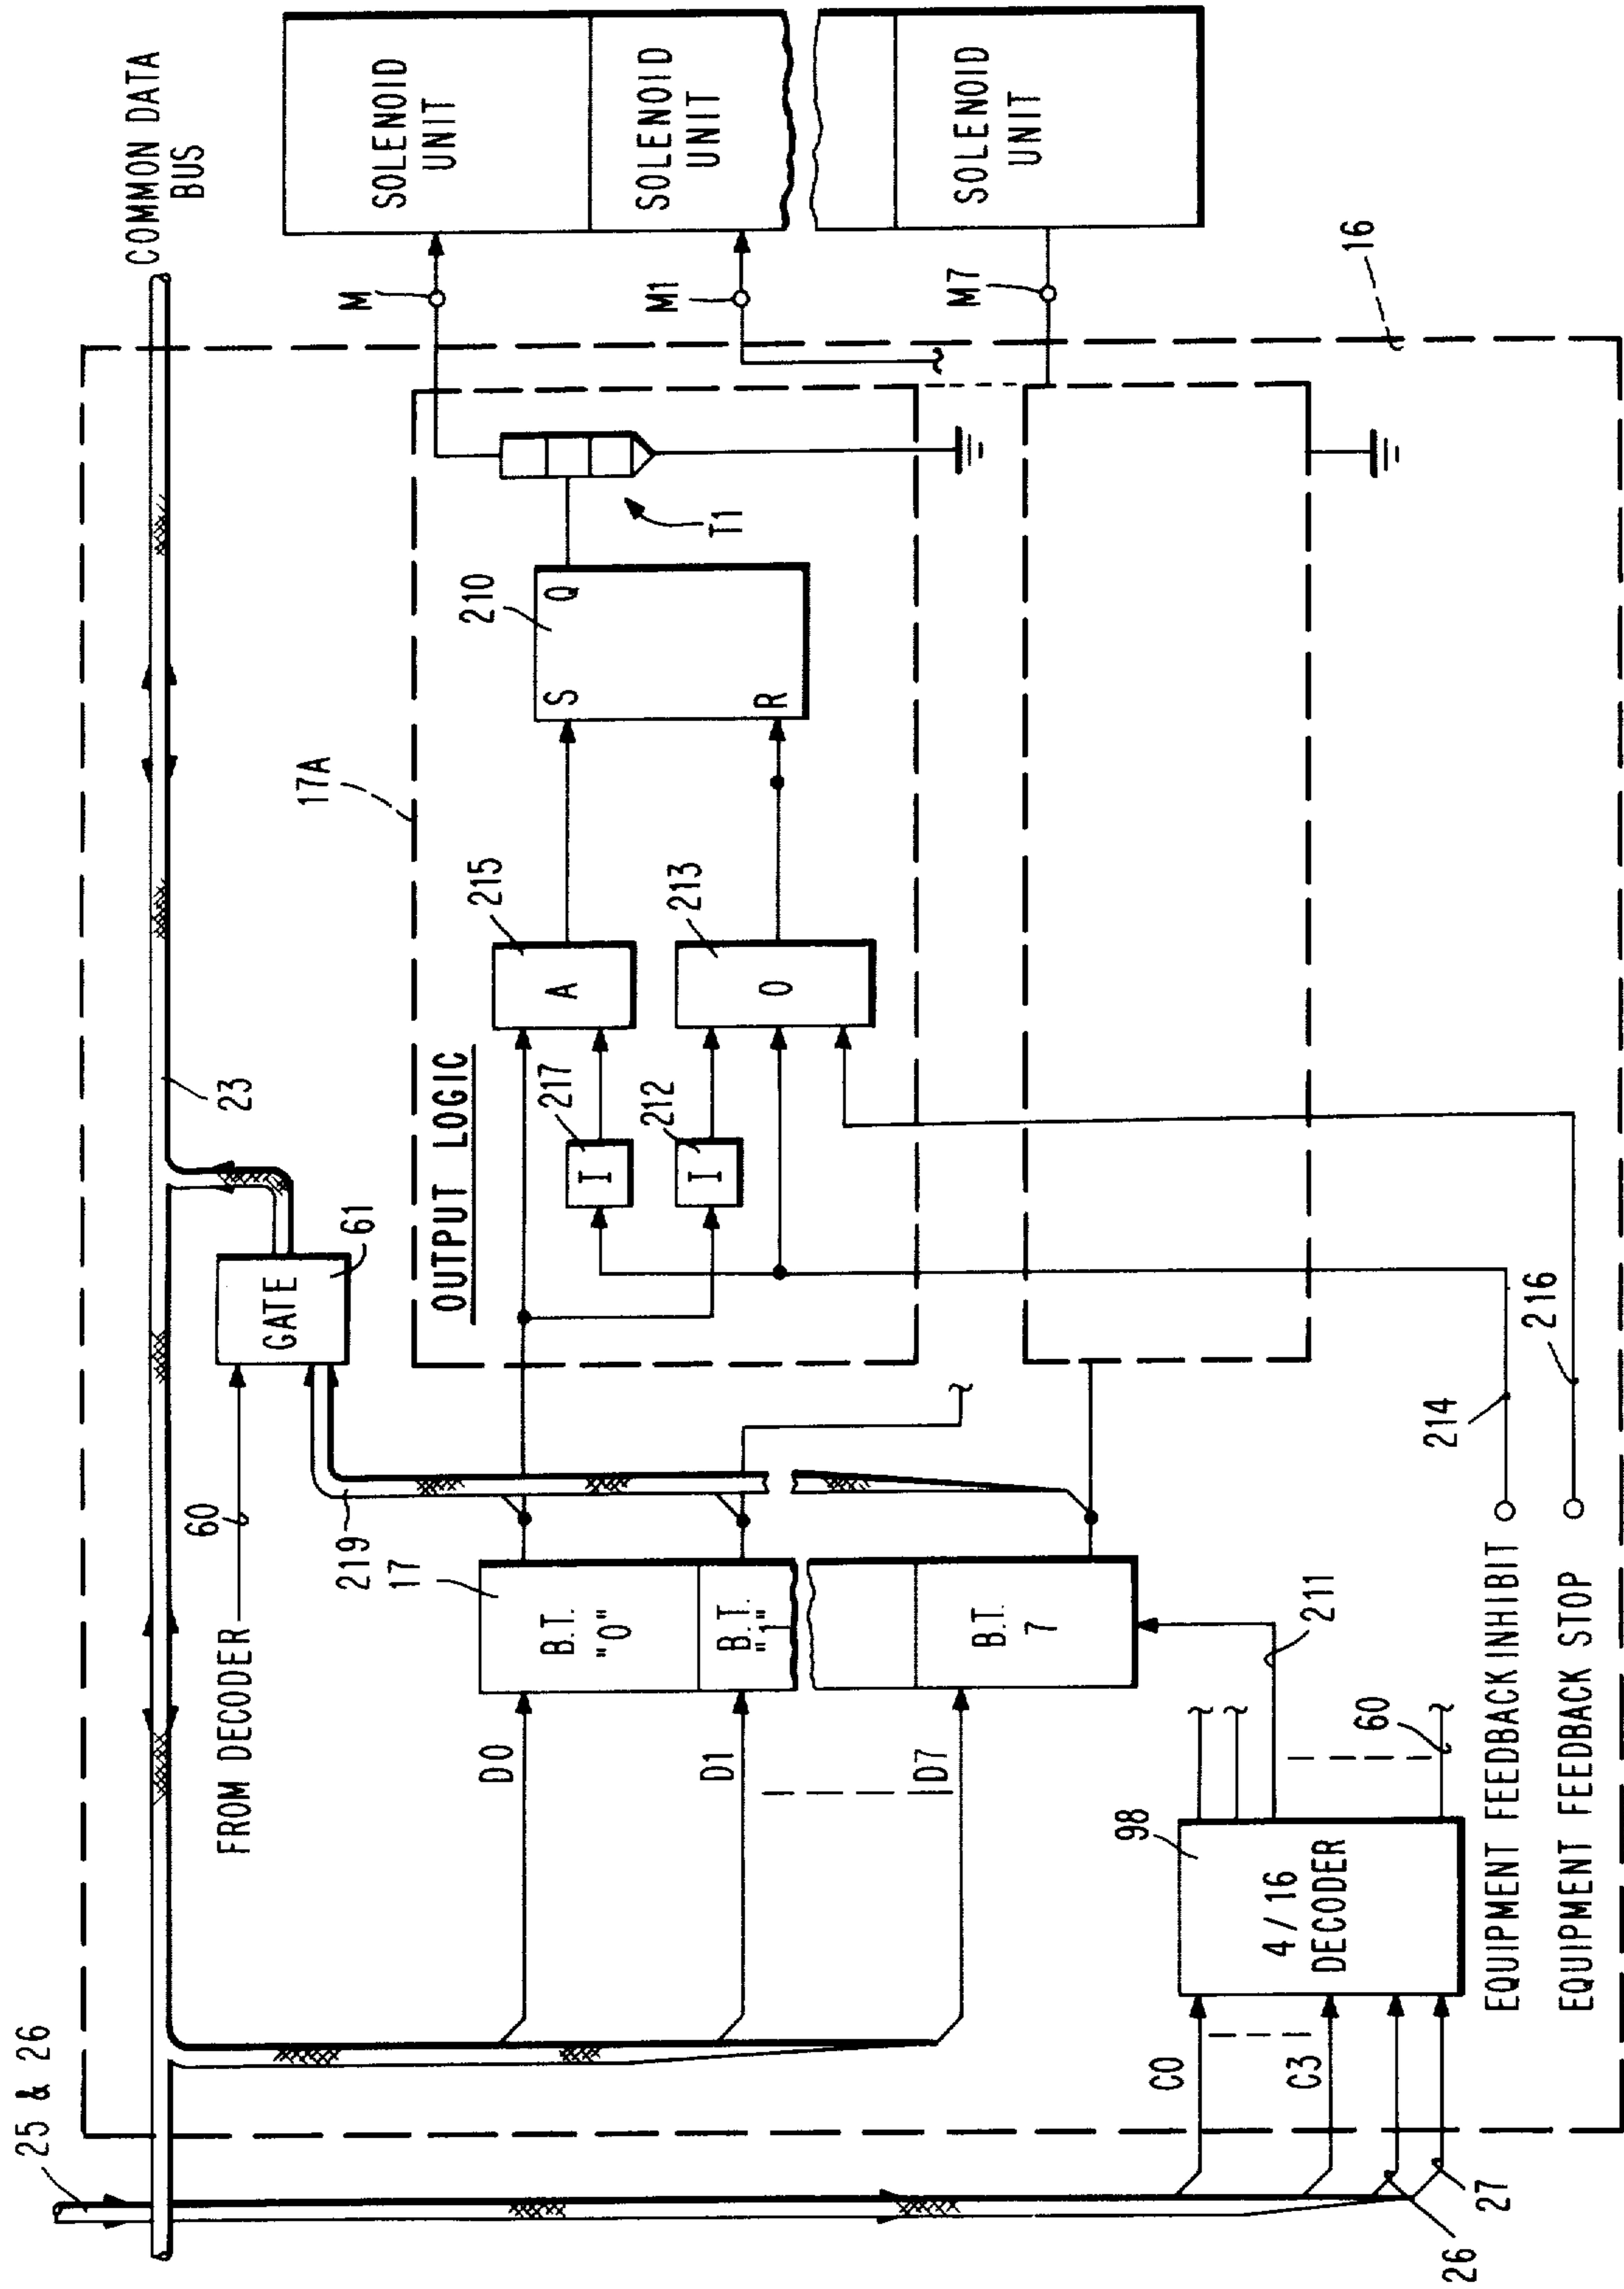 25 & 26
COMMON DATA
BUS
23
FROM DECODER
60
GATE
61
219
17
D0
D1
D7
B.T.
"0"
B.T.
"1"
B.T.
7
OUTPUT LOGIC
17A
I
217
I
212
A
215
O
213
S
R
Q
210
T1
M
M1
M7
SOLENOID
UNIT
SOLENOID
UNIT
SOLENOID
UNIT
16
C0
C3
26
27
98
4/16
DECODER
211
60
EQUIPMENT FEEDBACK INHIBIT
214
EQUIPMENT FEEDBACK STOP
216